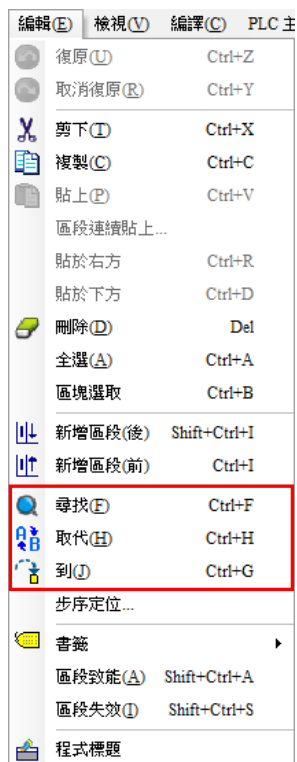 編輯(E) 檢視(V) 編譯(C) PLC 主
復原(U) Ctrl+Z
取消復原(R) Ctrl+Y
剪下(T) Ctrl+X
複製(C) Ctrl+C
貼上(P) Ctrl+V
區段連續貼上...
貼於右方 Ctrl+R
貼於下方 Ctrl+D
刪除(D) Del
全選(A) Ctrl+A
區塊選取 Ctrl+B
新增區段(後) Shift+Ctrl+I
新增區段(前) Ctrl+I
尋找(F) Ctrl+F
取代(H) Ctrl+H
到(J) Ctrl+G
步序定位...
書籤
區段致能(A) Shift+Ctrl+A
區段失效(I) Shift+Ctrl+S
程式標題